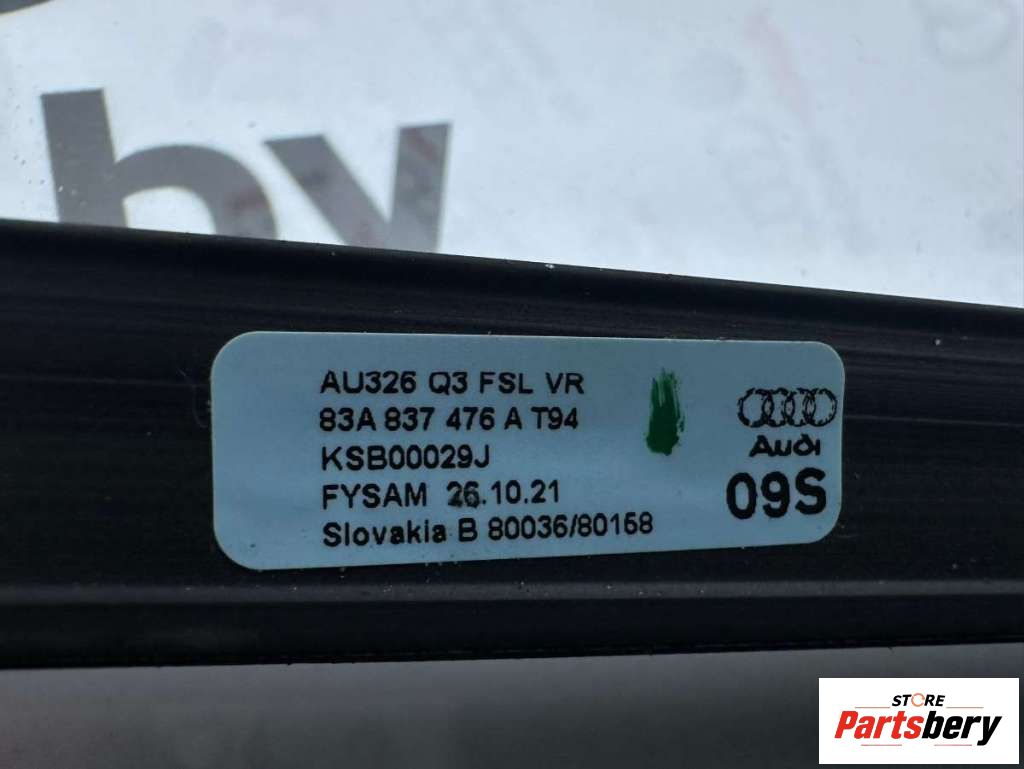 by
AU326 Q3 FSL VR
83A 837 476 A T94
KSB00029J
FYSAM 26.10.21
Slovakia B 80036/80158
Audi
09S
STORE
Partsbery